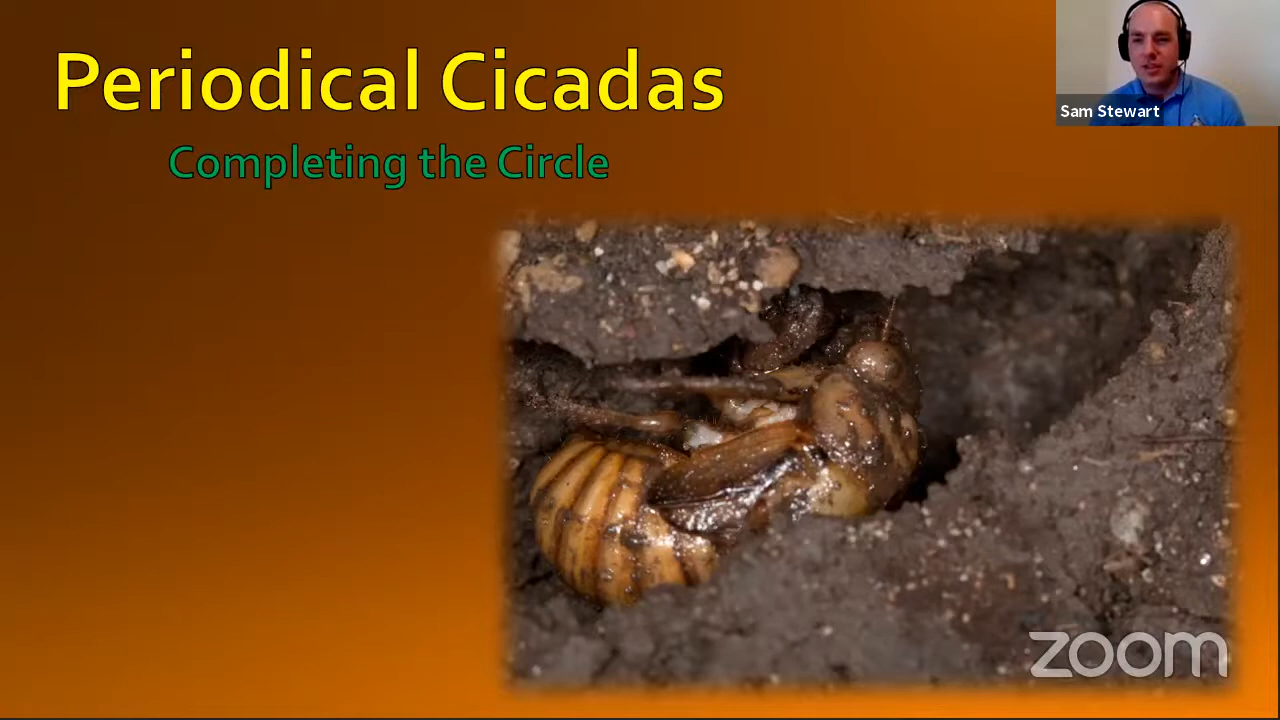 Periodical Cicadas
Completing the Circle
Sam Stewart
zoom